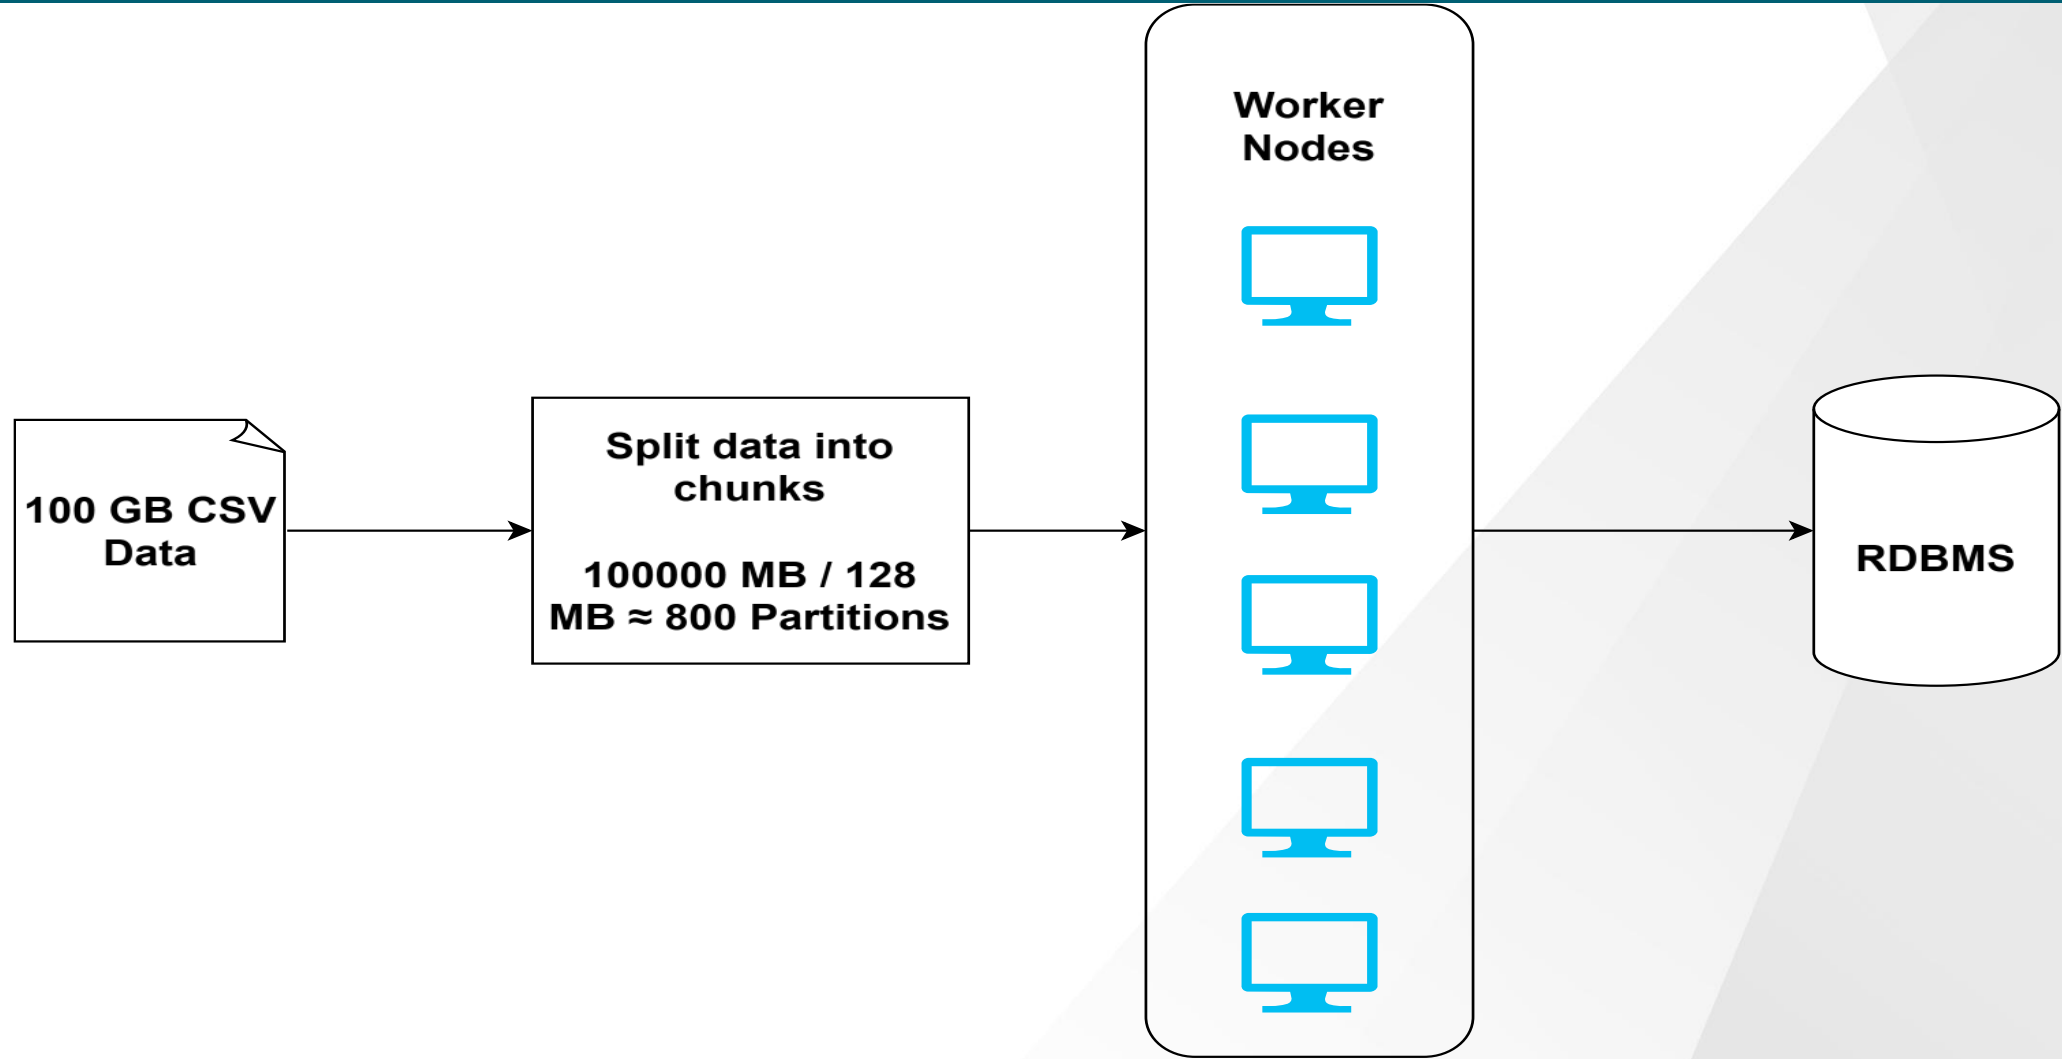 100 GB CSV
Data
Split data into
chunks
100000 MB / 128
MB ≈ 800 Partitions
Worker
Nodes
RDBMS